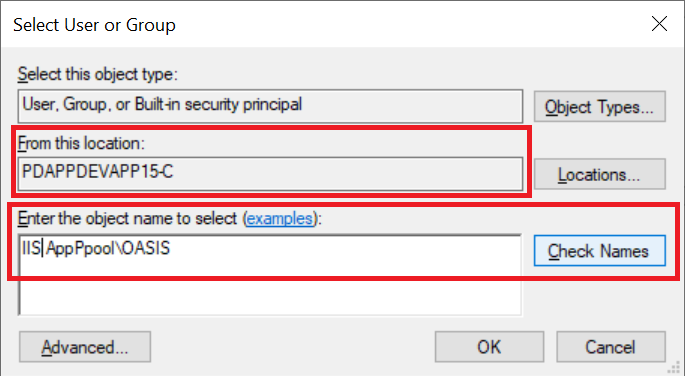 Select User or Group
Select this object type:
User, Group, or Built-in security principal
Object Types...
From this location:
PDAPPDEVAPP15-C
Locations...
Enter the object name to select (examples):
IIS AppPpool\OASIS
Check Names
Advanced...
OK
Cancel